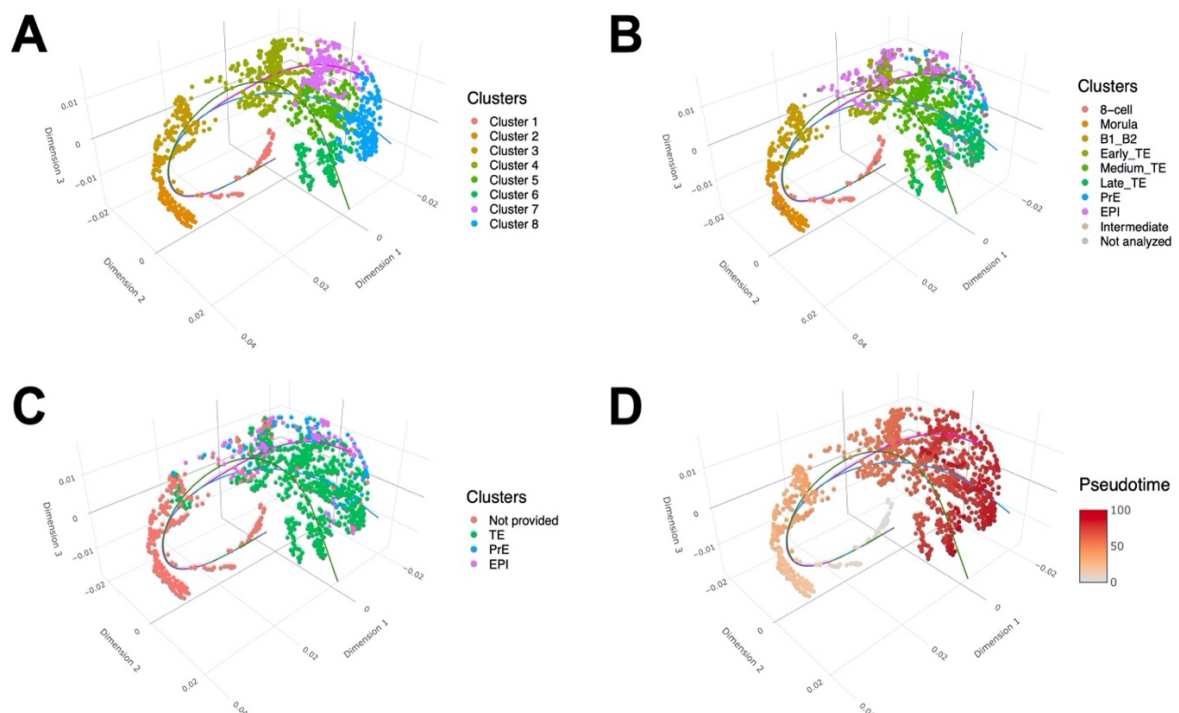 A
0.01
0
−0.01
−0.02
Dimension 3
0
Dimension 2
0.02
0.04
0.02
Dimension 1
0
−0.02
Clusters
Cluster 1
Cluster 2
Cluster 3
Cluster 4
Cluster 5
Cluster 6
Cluster 7
Cluster 8
B
0.01
0
−0.01
−0.02
Dimension 3
0
Dimension 2
0.02
0.04
0.02
Dimension 1
0
−0.02
Clusters
8−cell
Morula
B1_B2
Early_TE
Medium_TE
Late_TE
PrE
EPI
Intermediate
Not analyzed
C
0.01
0
−0.01
−0.02
Dimension 3
0
Dimension 2
0.02
0.02
Dimension 1
0
−0.02
Clusters
Not provided
TE
PrE
EPI
D
0.01
0
−0.01
−0.02
Dimension 3
0
Dimension 2
0.02
0.02
Dimension 1
0
−0.02
Pseudotime
100
50
0